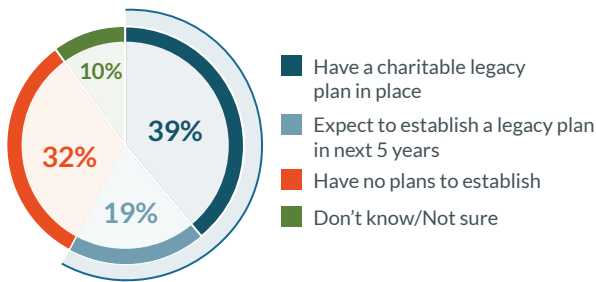 10%
39%
32%
19%
Have a charitable legacy
plan in place
Expect to establish a legacy plan
in next 5 years
Have no plans to establish
Don’t know/Not sure